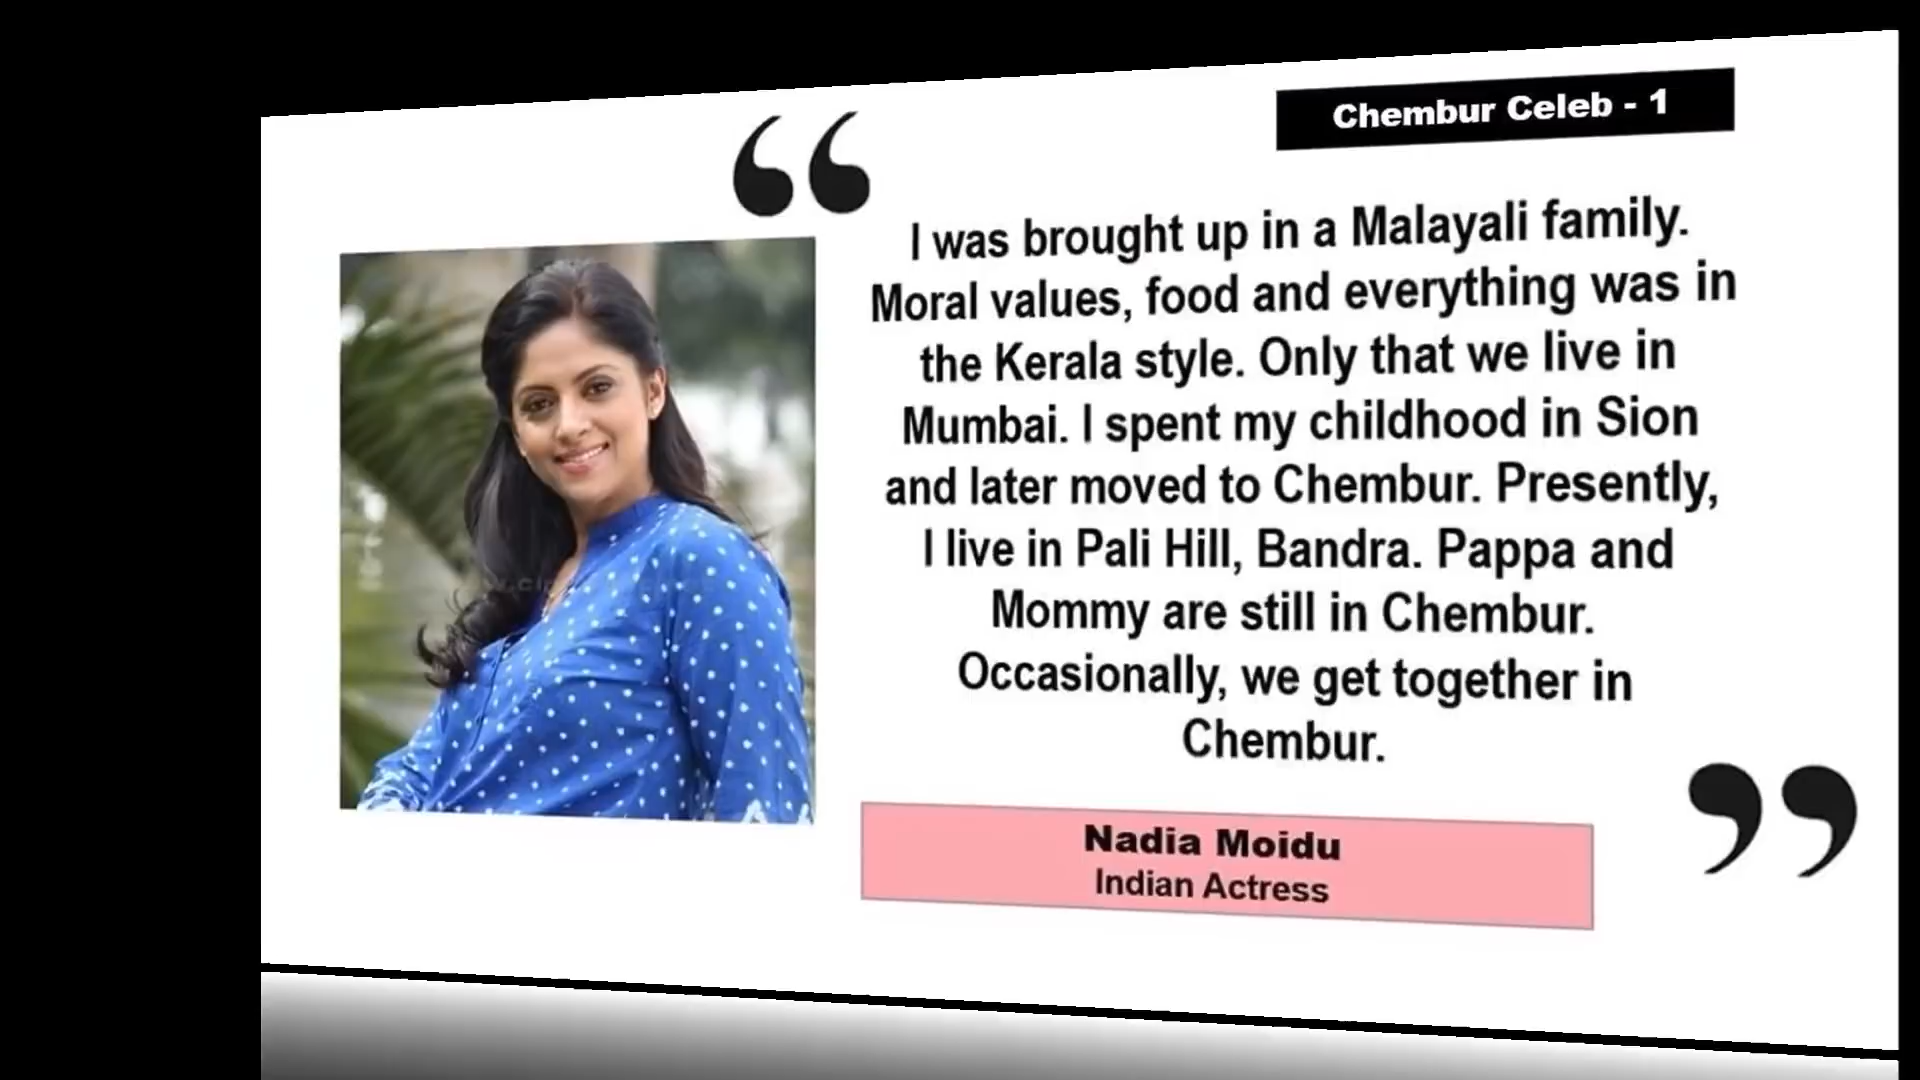 Chembur Celeb - 1
“
I was brought up in a Malayali family.
Moral values, food and everything was in
the Kerala style. Only that we live in
Mumbai. I spent my childhood in Sion
and later moved to Chembur. Presently,
I live in Pali Hill, Bandra. Pappa and
Mommy are still in Chembur.
Occasionally, we get together in
Chembur.
”
Nadia Moidu
Indian Actress